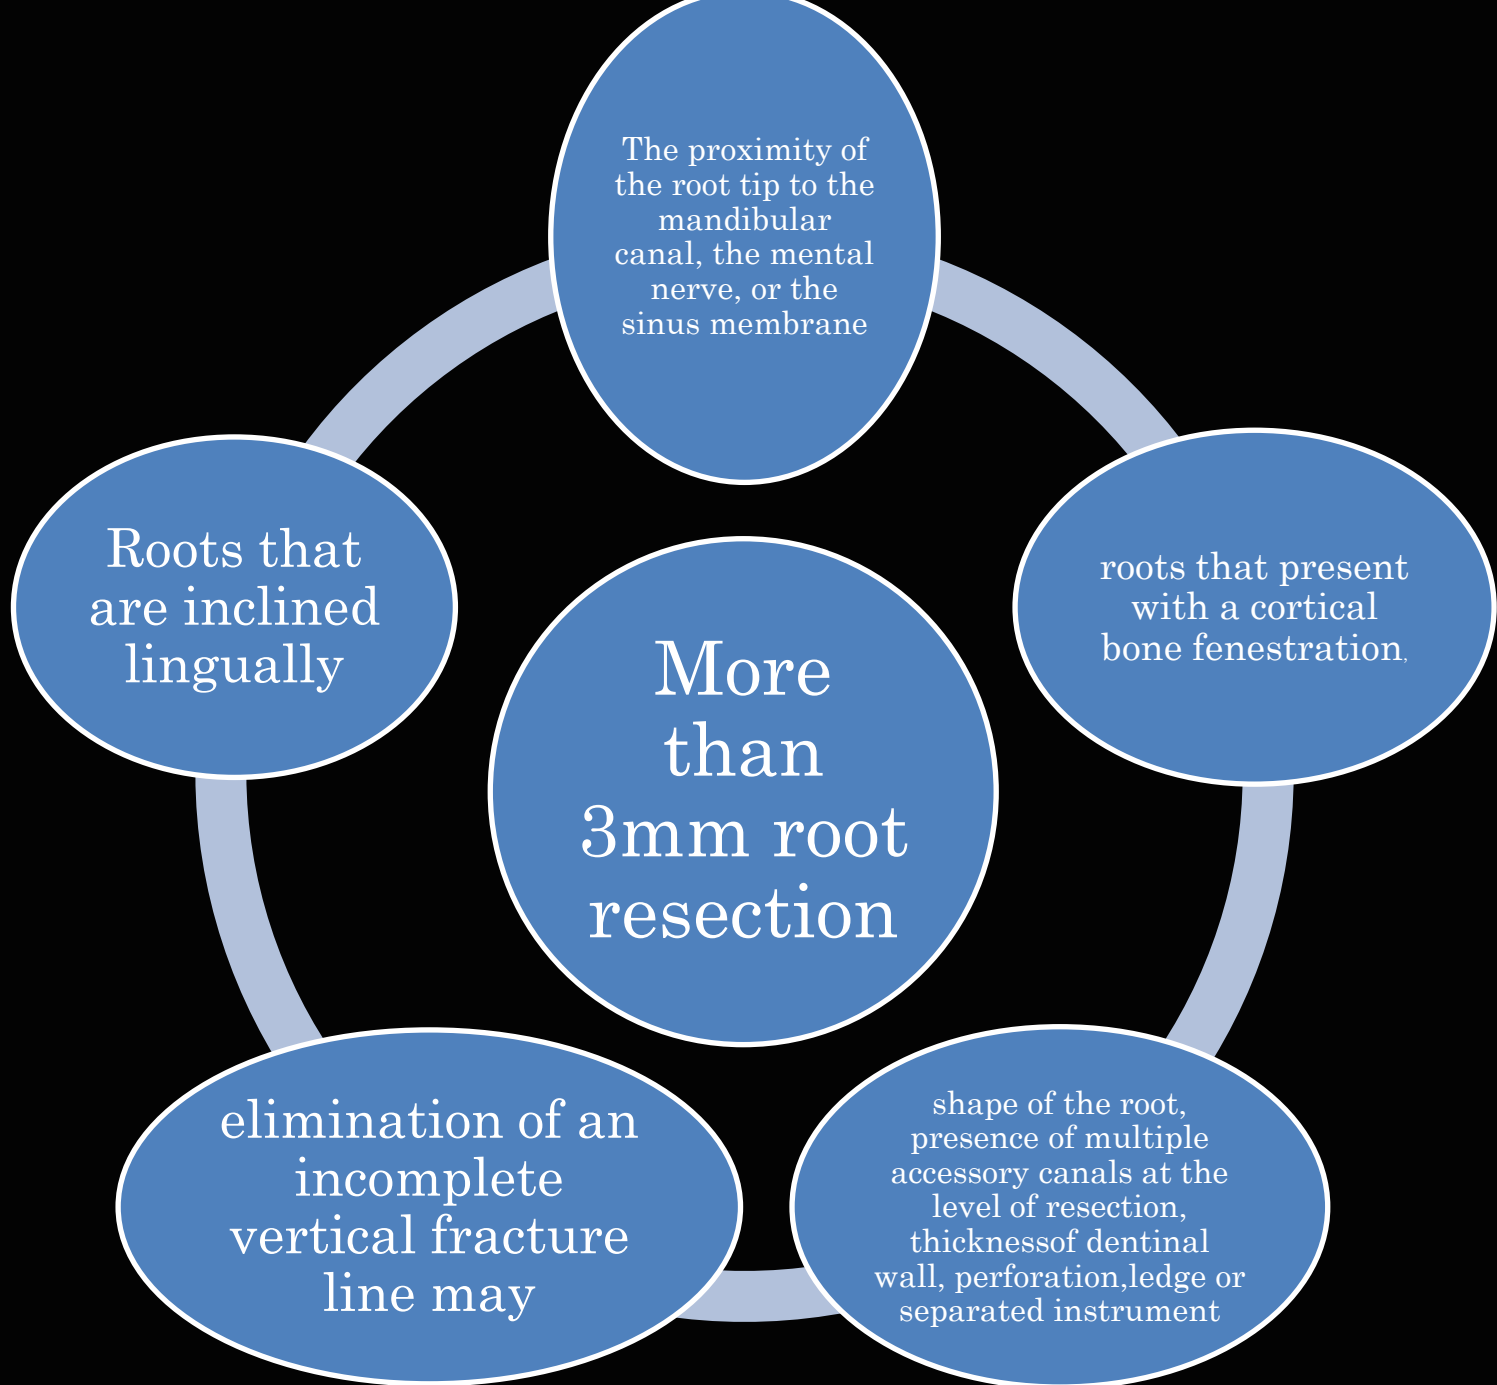 The proximity of
the root tip to the
mandibular
canal, the mental
nerve, or the
sinus membrane
Roots that
are inclined
lingually
roots that present
with a cortical
bone fenestration,
More
than
3mm root
resection
elimination of an
incomplete
vertical fracture
line may
shape of the root,
presence of multiple
accessory canals at the
level of resection,
thicknessof dentinal
wall, perforation,ledge or
separated instrument